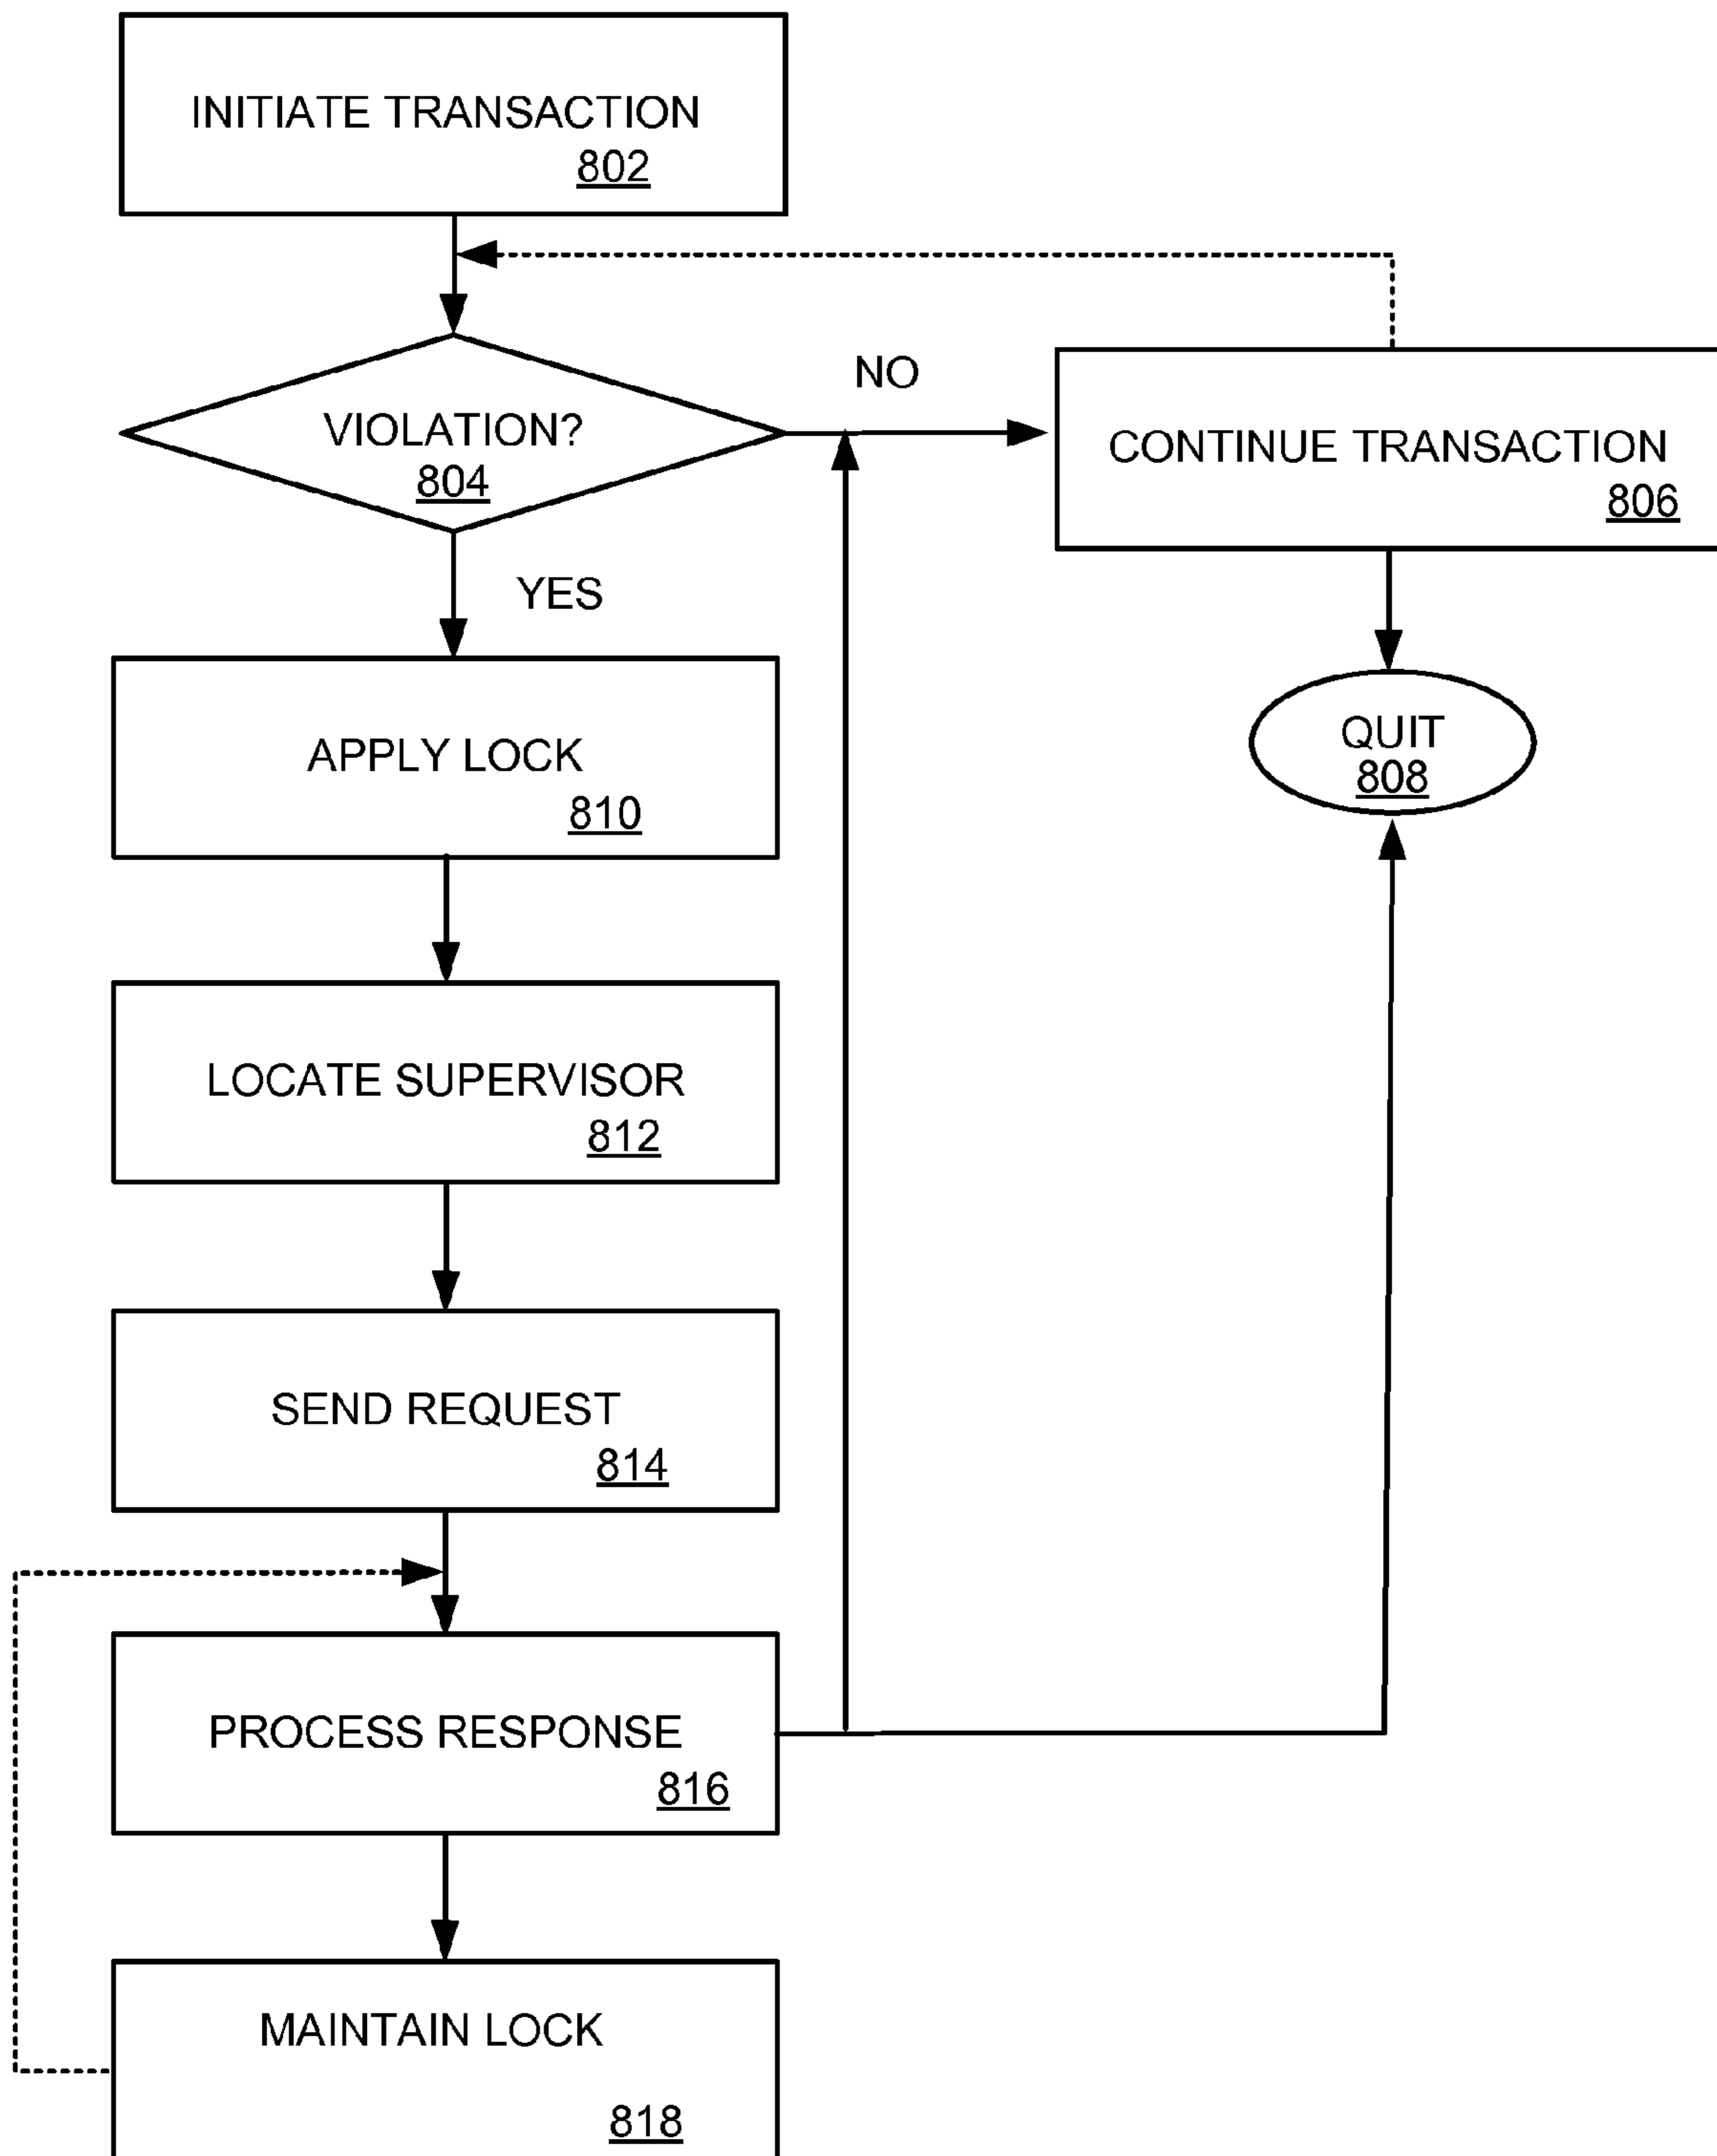 INITIATE TRANSACTION
802
VIOLATION?
804
NO
CONTINUE TRANSACTION
806
YES
QUIT
808
APPLY LOCK
810
LOCATE SUPERVISOR
812
SEND REQUEST
814
PROCESS RESPONSE
816
MAINTAIN LOCK
818